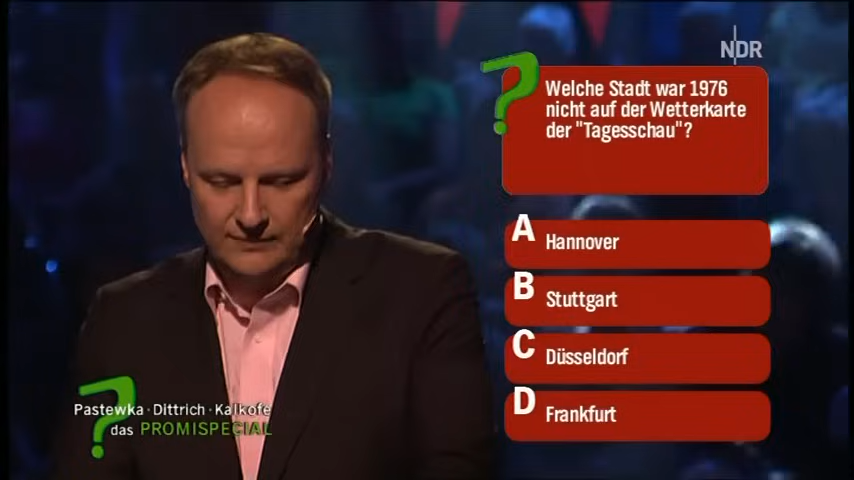 NDR
Welche Stadt war 1976
nicht auf der Wetterkarte
der "Tagesschau"?
A Hannover
B Stuttgart
C Düsseldorf
D Frankfurt
Pastewka · Dittrich · Kalkofe
das PROMISPECIAL